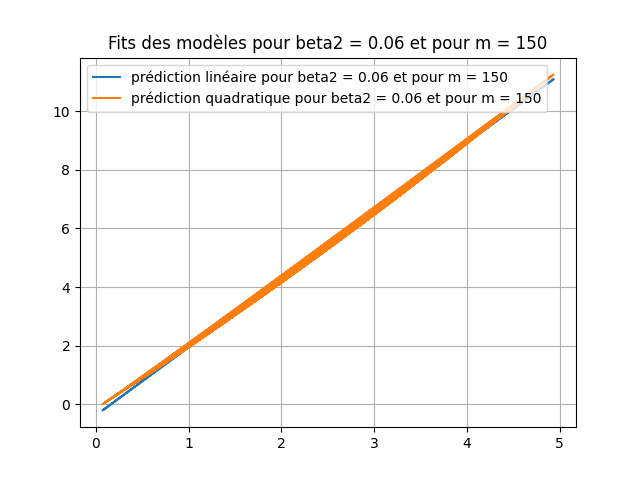 Fits des modèles pour beta2 = 0.06 et pour m = 150
prédiction linéaire pour beta2 = 0.06 et pour m = 150
prédiction quadratique pour beta2 = 0.06 et pour m = 150
10
8
6
4
2
0
0 1 2 3 4 5